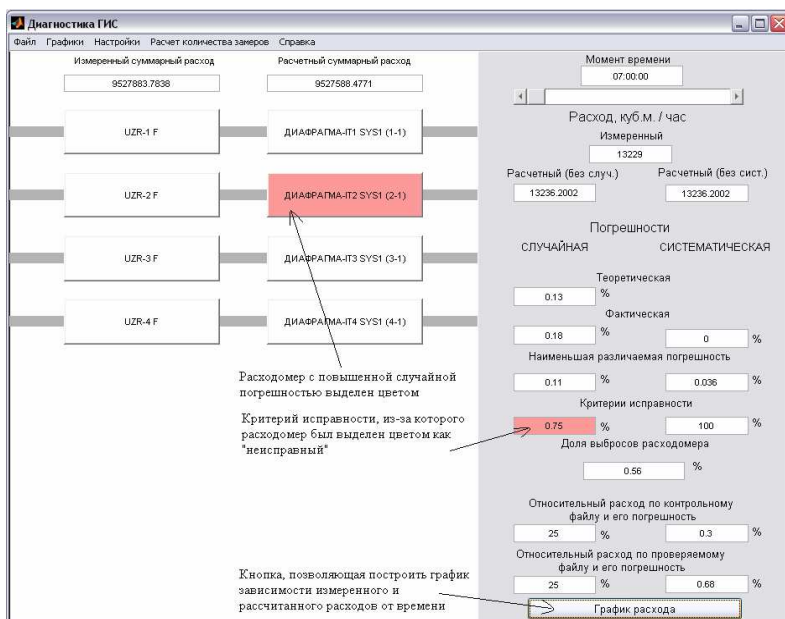 Диагностика ГИС
Файл Графики Настройки Расчет количества замеров Справка
Измеренный суммарный расход
Расчетный суммарный расход
9527883.7838
9527588.4771
UZR-1 F
ДИАФРАГМА-IT1 SYS1 (1-1)
UZR-2 F
ДИАФРАГМА-IT2 SYS1 (2-1)
UZR-3 F
ДИАФРАГМА-IT3 SYS1 (3-1)
UZR-4 F
ДИАФРАГМА-IT4 SYS1 (4-1)
Расходомер с повышенной случайной
погрешностью выделен цветом
Критерий исправности, из-за которого
расходомер был выделен цветом как
"неисправный"
Кнопка, позволяющая построить график
зависимости измеренного и
рассчитанного расходов от времени
Момент времени
07:00:00
Расход, куб.м. / час
Измеренный
13229
Расчетный (без случ.)
Расчетный (без сист.)
13236.2002
13236.2002
Погрешности
СЛУЧАЙНАЯ
СИСТЕМАТИЧЕСКАЯ
Теоретическая
0.13 %
Фактическая
0.18 %
0 %
Наименьшая различаемая погрешность
0.11 %
0.036 %
Критерии исправности
0.75 %
100 %
Доля выбросов расходомера
0.56 %
Относительный расход по контрольному
файлу и его погрешность
25 %
0.3 %
Относительный расход по проверяемому
файлу и его погрешность
25 %
0.68 %
График расхода